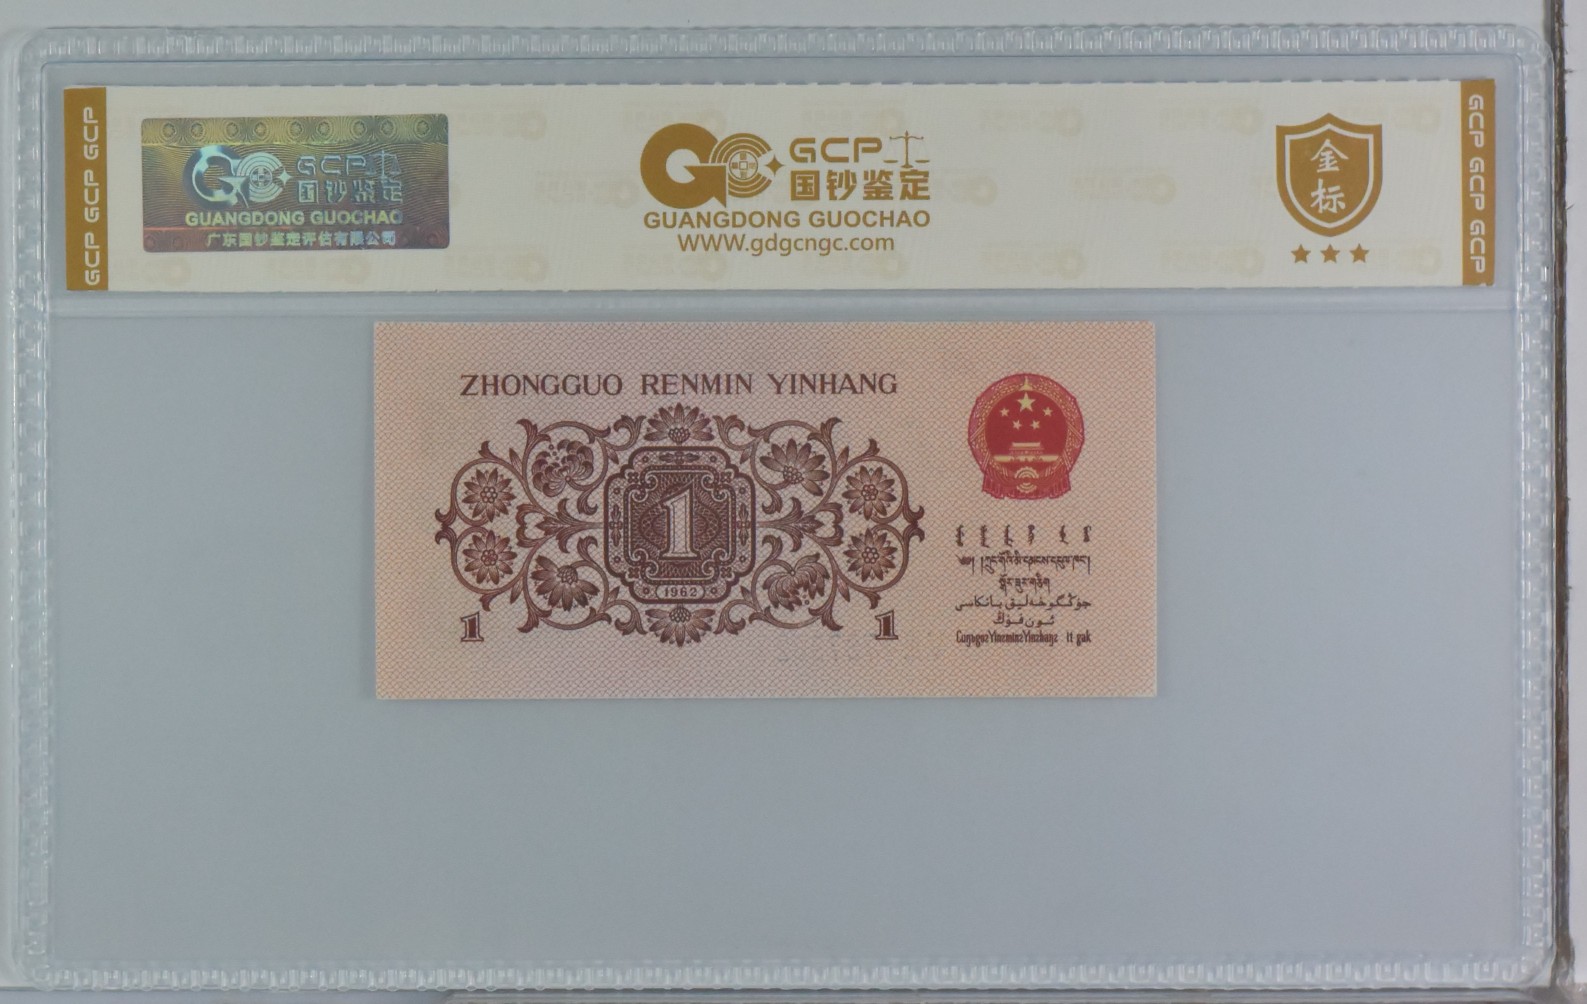 GCP GCP GCP
GCP
国钞鉴定
GUANGDONG GUOCHAO
广东国钞鉴定评估有限公司
GCP
国钞鉴定
GUANGDONG GUOCHAO
WWW.gdgcngc.com
金
标
GCP GCP GCP
ZHONGGUO RENMIN YINHANG
1
1962
1
1
جۇڭگوخەلىق بانكاسى